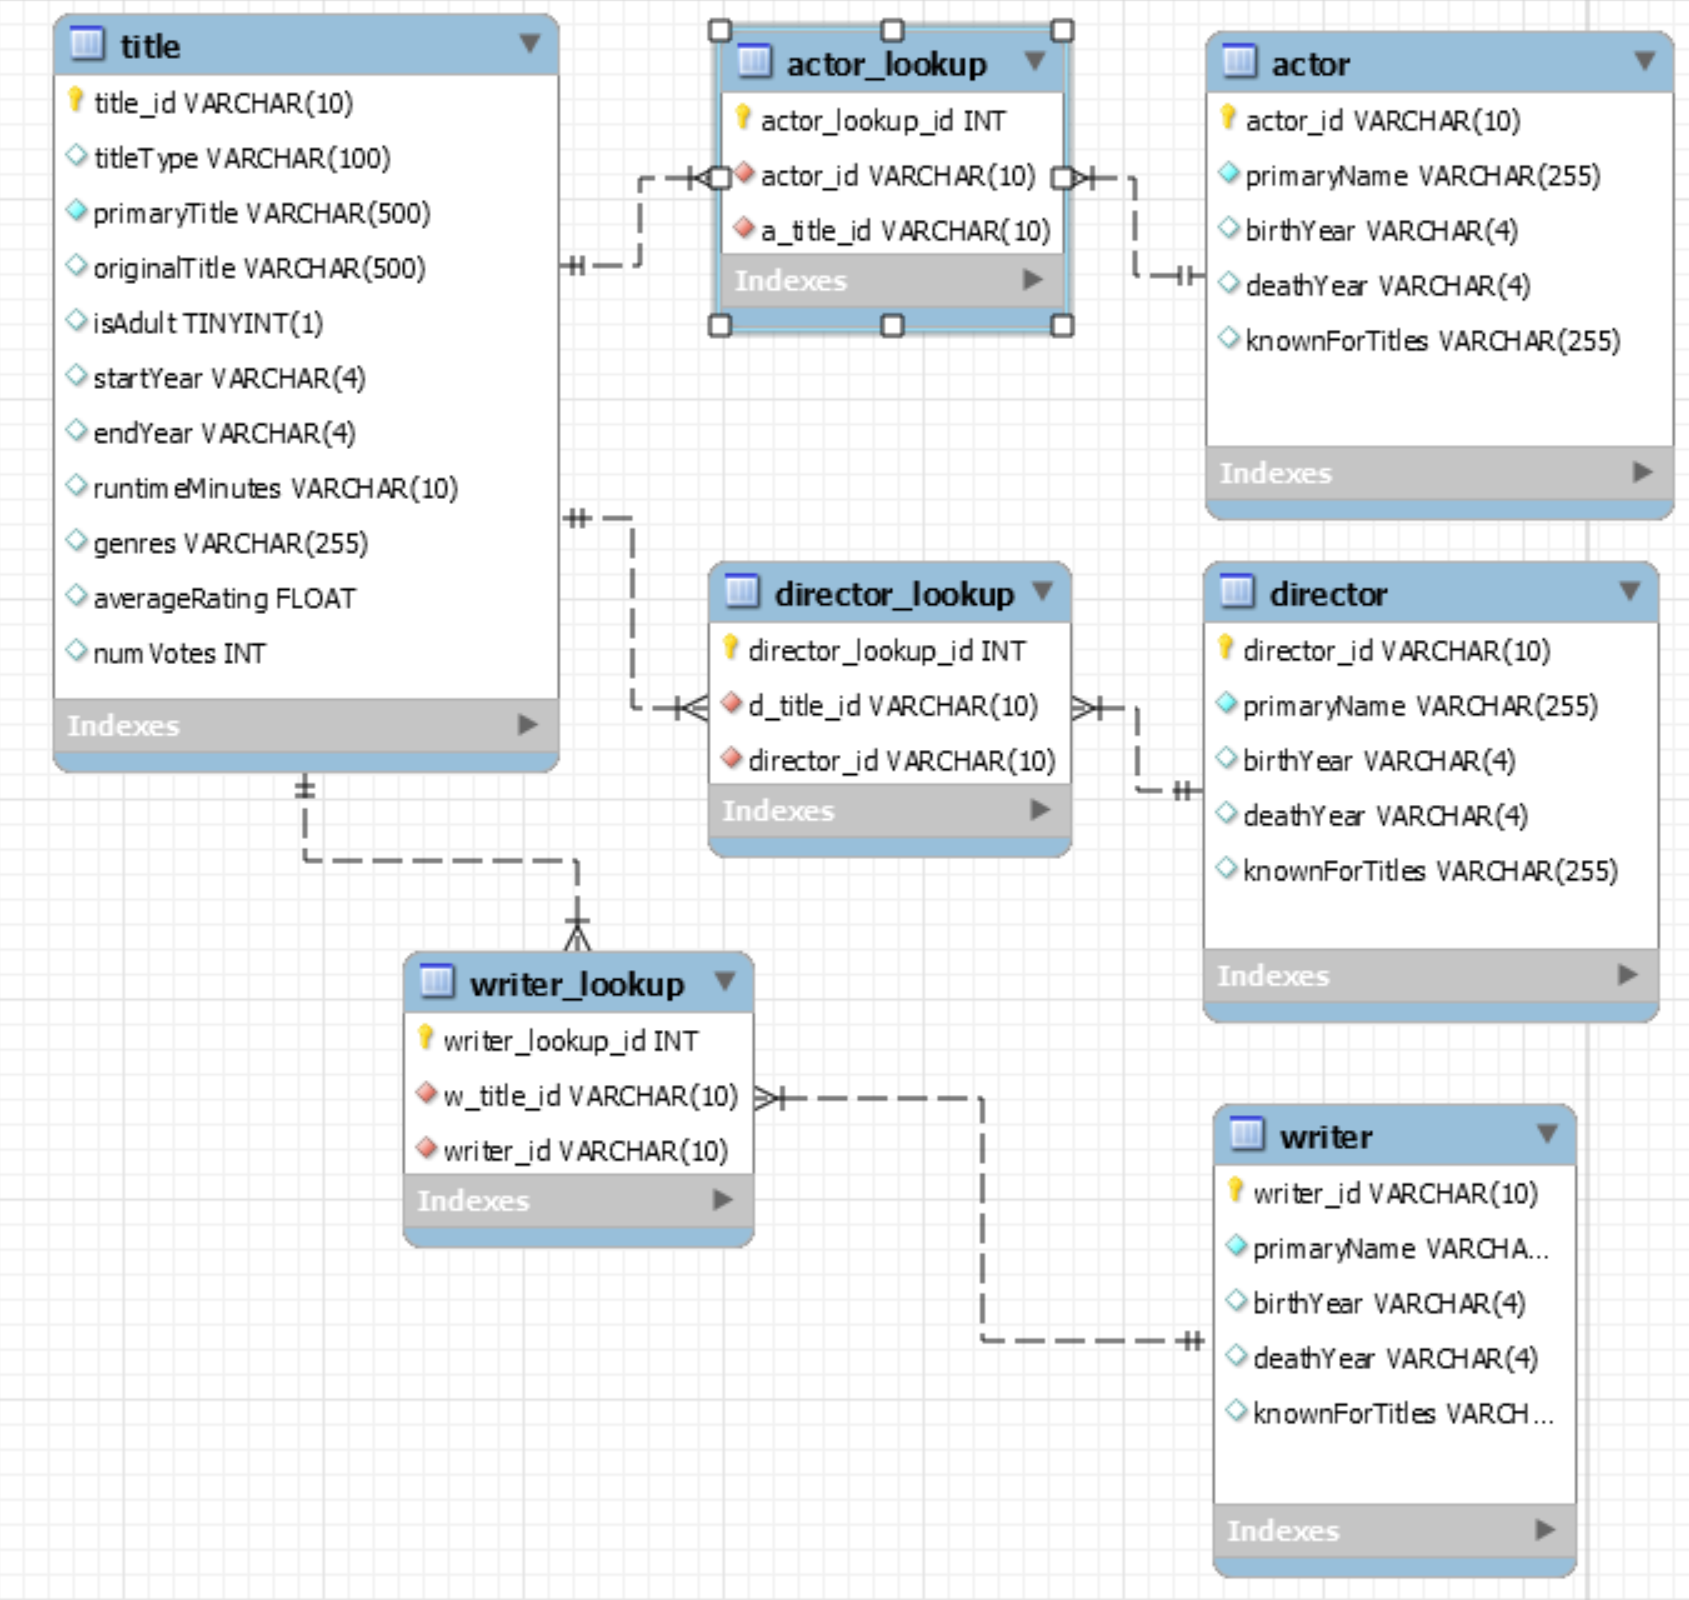 title
title_id VARCHAR(10)
titleType VARCHAR(100)
primaryTitle VARCHAR(500)
originalTitle VARCHAR(500)
isAdult TINYINT(1)
startYear VARCHAR(4)
endYear VARCHAR(4)
runtimeMinutes VARCHAR(10)
genres VARCHAR(255)
averageRating FLOAT
numVotes INT
Indexes
actor_lookup
actor_lookup_id INT
actor_id VARCHAR(10)
a_title_id VARCHAR(10)
Indexes
actor
actor_id VARCHAR(10)
primaryName VARCHAR(255)
birthYear VARCHAR(4)
deathYear VARCHAR(4)
knownForTitles VARCHAR(255)
Indexes
director_lookup
director_lookup_id INT
d_title_id VARCHAR(10)
director_id VARCHAR(10)
Indexes
director
director_id VARCHAR(10)
primaryName VARCHAR(255)
birthYear VARCHAR(4)
deathYear VARCHAR(4)
knownForTitles VARCHAR(255)
Indexes
writer_lookup
writer_lookup_id INT
w_title_id VARCHAR(10)
writer_id VARCHAR(10)
Indexes
writer
writer_id VARCHAR(10)
primaryName VARCHA...
birthYear VARCHAR(4)
deathYear VARCHAR(4)
knownForTitles VARCH...
Indexes